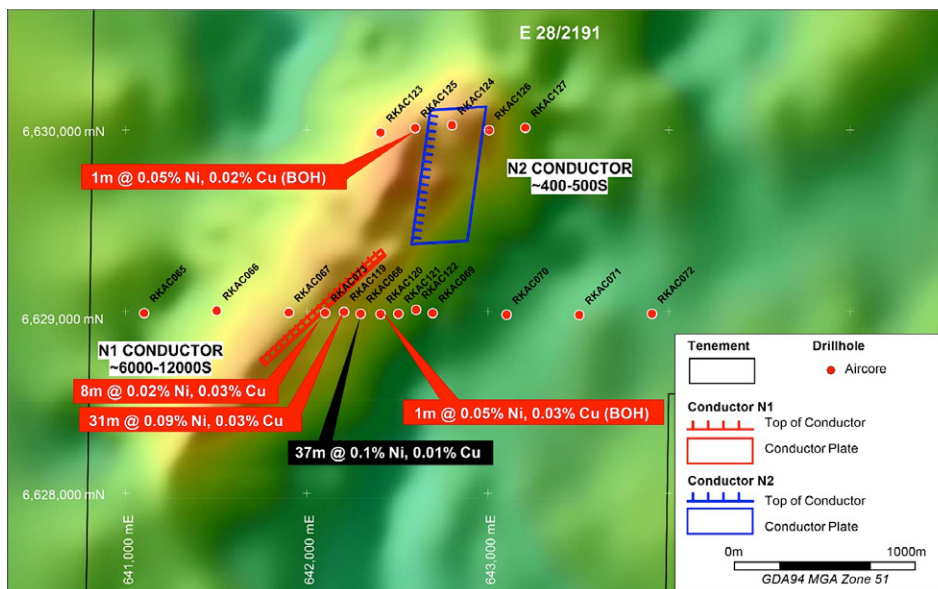 E 28/2191
RKAC123
RKAC125
RKAC124
RKAC126
RKAC127
6,630,000 mN
1m @ 0.05% Ni, 0.02% Cu (BOH)
N2 CONDUCTOR
~400-500S
RKAC065
RKAC066
RKAC067
RKAC073
RKAC119
RKAC068
RKAC120
RKAC121
RKAC122
RKAC069
RKAC070
RKAC071
RKAC072
6,629,000 mN
N1 CONDUCTOR
~6000-12000S
8m @ 0.02% Ni, 0.03% Cu
31m @ 0.09% Ni, 0.03% Cu
1m @ 0.05% Ni, 0.03% Cu (BOH)
37m @ 0.1% Ni, 0.01% Cu
6,628,000 mN
641,000 mE
642,000 mE
643,000 mE
Tenement
Drillhole
Aircore
Conductor N1
Top of Conductor
Conductor Plate
Conductor N2
Top of Conductor
Conductor Plate
0m 1000m
GDA94 MGA Zone 51